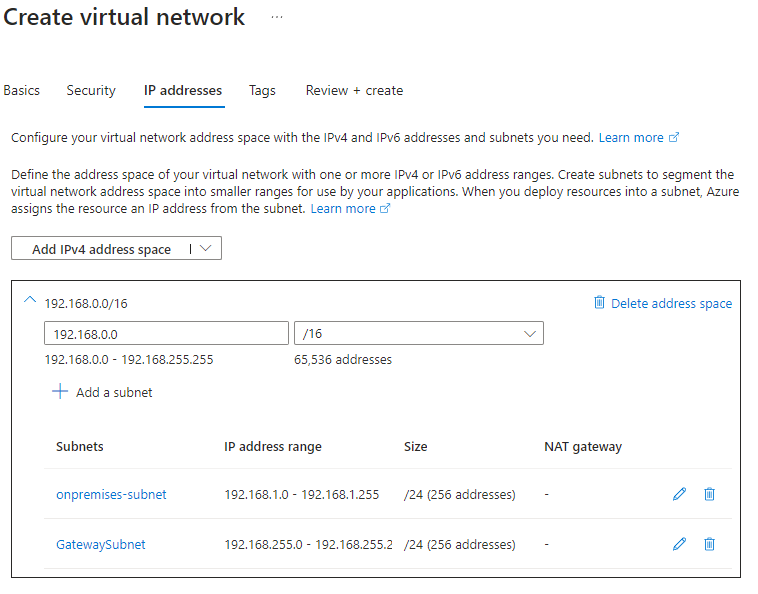 Create virtual network ...
Basics Security IP addresses Tags Review + create
Configure your virtual network address space with the IPv4 and IPv6 addresses and subnets you need. Learn more
Define the address space of your virtual network with one or more IPv4 or IPv6 address ranges. Create subnets to segment the
virtual network address space into smaller ranges for use by your applications. When you deploy resources into a subnet, Azure
assigns the resource an IP address from the subnet. Learn more
Add IPv4 address space |
192.168.0.0/16 Delete address space
192.168.0.0 /16
192.168.0.0 - 192.168.255.255 65,536 addresses
+ Add a subnet
Subnets IP address range Size NAT gateway
onpremises-subnet 192.168.1.0 - 192.168.1.255 /24 (256 addresses) -
GatewaySubnet 192.168.255.0 - 192.168.255.2 /24 (256 addresses) -